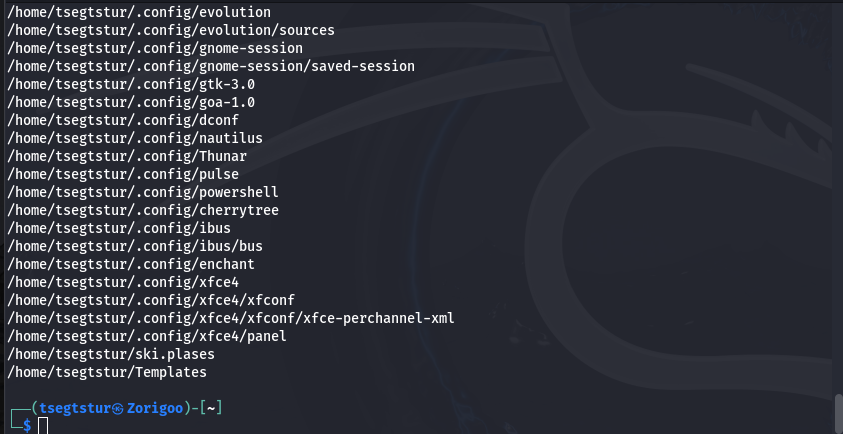 /home/tsegtstur/.config/evolution
/home/tsegtstur/.config/evolution/sources
/home/tsegtstur/.config/gnome-session
/home/tsegtstur/.config/gnome-session/saved-session
/home/tsegtstur/.config/gtk-3.0
/home/tsegtstur/.config/goa-1.0
/home/tsegtstur/.config/dconf
/home/tsegtstur/.config/nautilus
/home/tsegtstur/.config/Thunar
/home/tsegtstur/.config/pulse
/home/tsegtstur/.config/powershell
/home/tsegtstur/.config/cherrytree
/home/tsegtstur/.config/ibus
/home/tsegtstur/.config/ibus/bus
/home/tsegtstur/.config/enchant
/home/tsegtstur/.config/xfce4
/home/tsegtstur/.config/xfce4/xfconf
/home/tsegtstur/.config/xfce4/xfconf/xfce-perchannel-xml
/home/tsegtstur/.config/xfce4/panel
/home/tsegtstur/ski.plases
/home/tsegtstur/Templates
┌──(tsegtstur㉿Zorigoo)-[~]
└─$